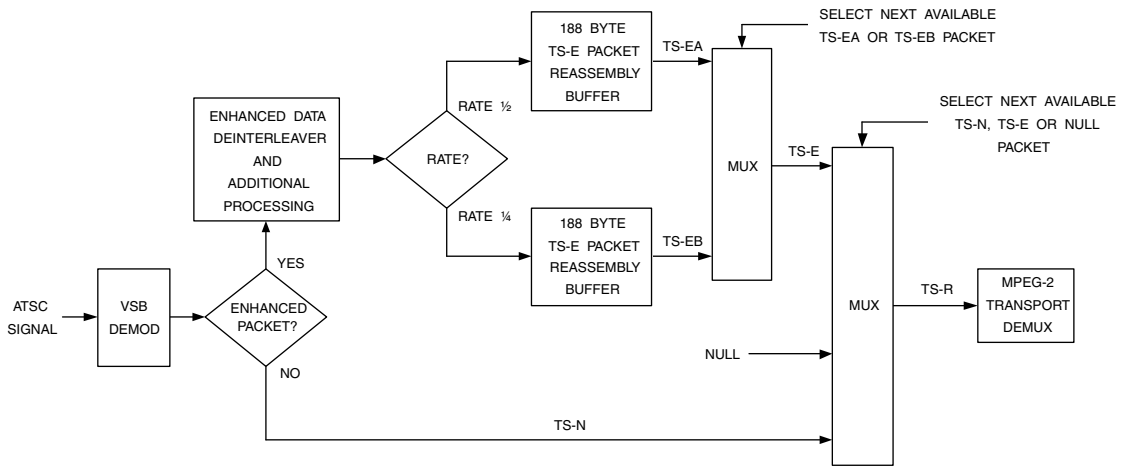 SELECT NEXT AVAILABLE
TS-EA OR TS-EB PACKET
188 BYTE
TS-E PACKET
REASSEMBLY
BUFFER
TS-EA
SELECT NEXT AVAILABLE
TS-N, TS-E OR NULL
PACKET
RATE ½
ENHANCED DATA
DEINTERLEAVER
AND
ADDITIONAL
PROCESSING
RATE?
MUX
TS-E
RATE ¼
188 BYTE
TS-E PACKET
REASSEMBLY
BUFFER
TS-EB
YES
ATSC
SIGNAL
VSB
DEMOD
ENHANCED
PACKET?
MUX
TS-R
MPEG-2
TRANSPORT
DEMUX
NULL
NO
TS-N